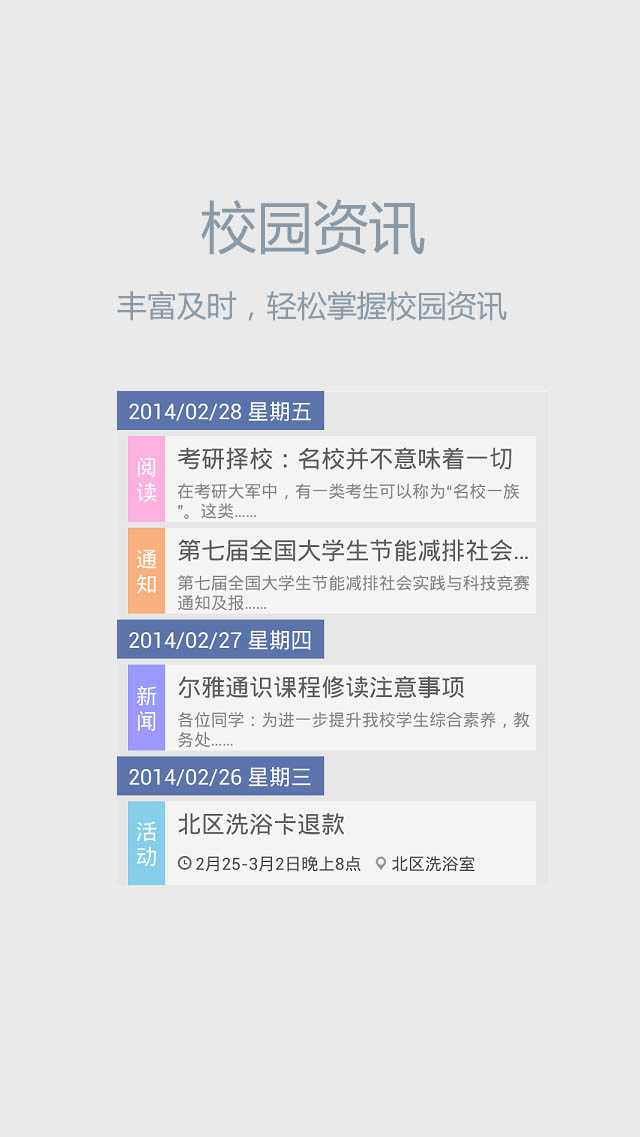 校园资讯
丰富及时，轻松掌握校园资讯
2014/02/28 星期五
阅读
考研择校：名校并不意味着一切
在考研大军中，有一类考生可以称为“名校一族
”。这类......
通知
第七届全国大学生节能减排社会...
第七届全国大学生节能减排社会实践与科技竞赛
通知及报......
2014/02/27 星期四
新闻
尔雅通识课程修读注意事项
各位同学：为进一步提升我校学生综合素养，教
务处......
2014/02/26 星期三
活动
北区洗浴卡退款
2月25-3月2日晚上8点 北区洗浴室